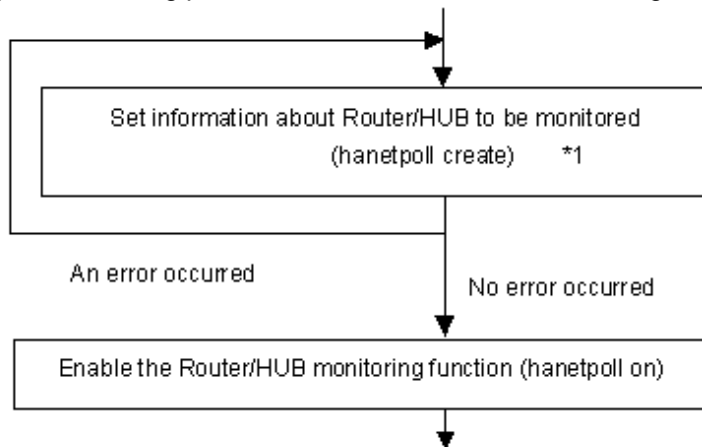 Set information about Router/HUB to be monitored
(hanetpoll create) *1
An error occurred
No error occurred
Enable the Router/HUB monitoring function (hanetpoll on)